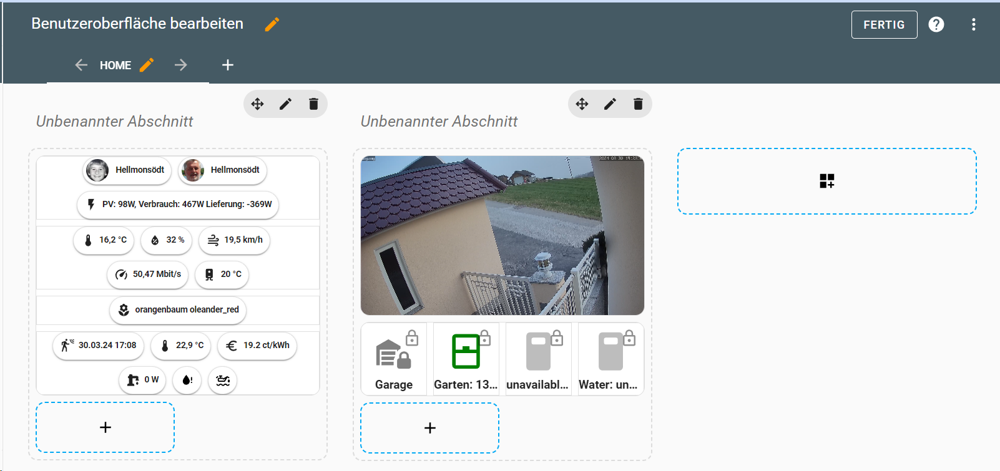 Benutzeroberfläche bearbeiten
FERTIG
HOME
Unbenannter Abschnitt
Hellmonsödt Hellmonsödt
PV: 98W, Verbrauch: 467W Lieferung: -369W
16,2 °C 32 % 19,5 km/h
50,47 Mbit/s 20 °C
orangenbaum oleander_red
30.03.24 17:08 22,9 °C 19.2 ct/kWh
0 W
Unbenannter Abschnitt
Garage Garten: 13... unavailabl... Water: un...